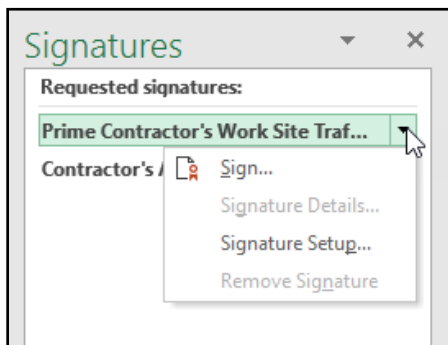 Signatures
Requested signatures:
Prime Contractor's Work Site Traf...
Contractor's
Sign...
Signature Details...
Signature Setup...
Remove Signature